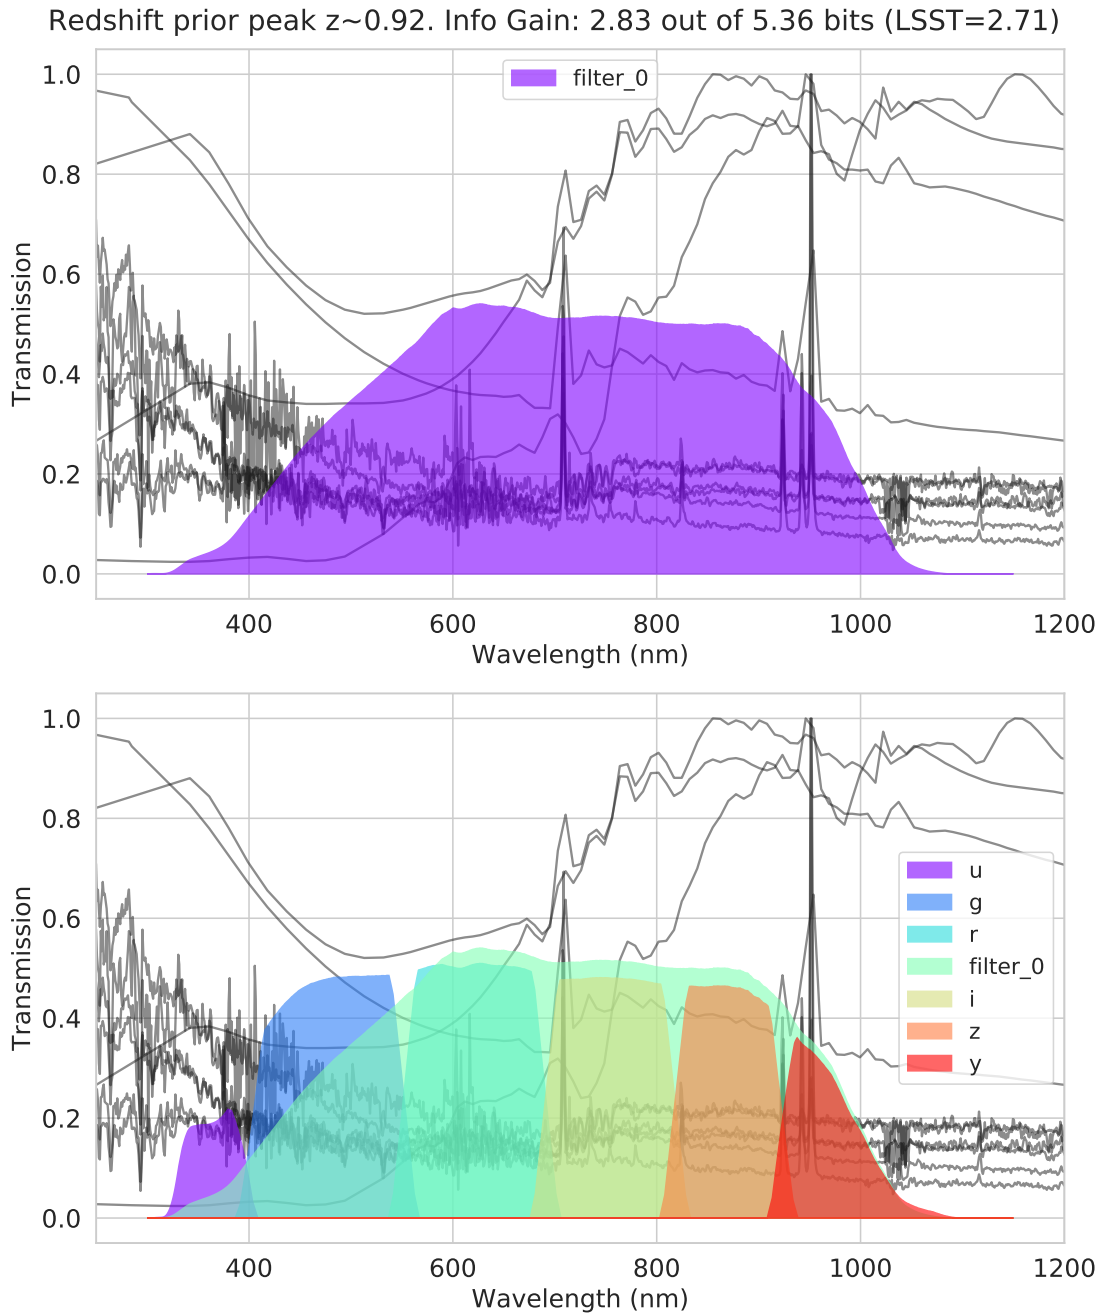 Redshift prior peak z~0.92. Info Gain: 2.83 out of 5.36 bits (LSST=2.71)
filter_0
1.0
0.8
0.6
0.4
0.2
0.0
Transmission
400 600 800 1000 1200
Wavelength (nm)
1.0
0.8
0.6
0.4
0.2
0.0
Transmission
u
g
r
filter_0
i
z
y
400 600 800 1000 1200
Wavelength (nm)